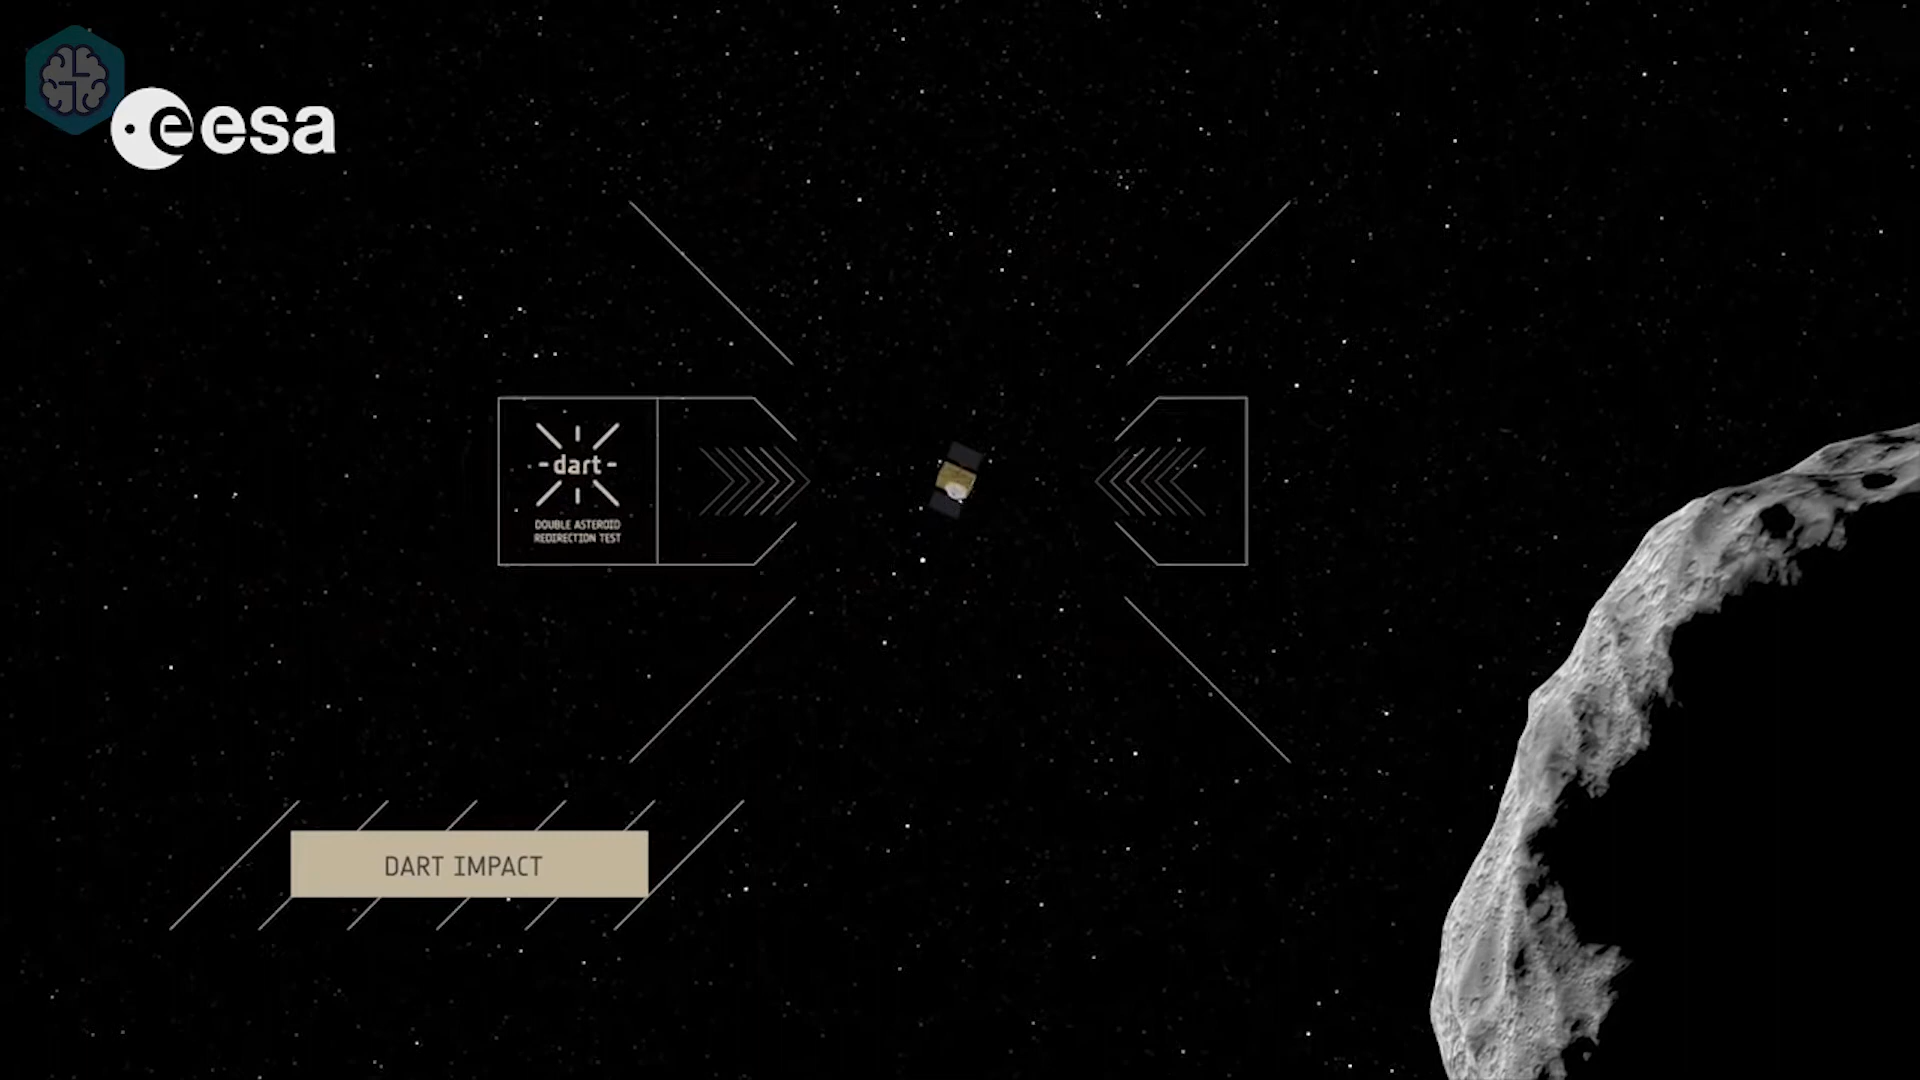 esa
dart
DOUBLE ASTEROID
REDIRECTION TEST
DART IMPACT